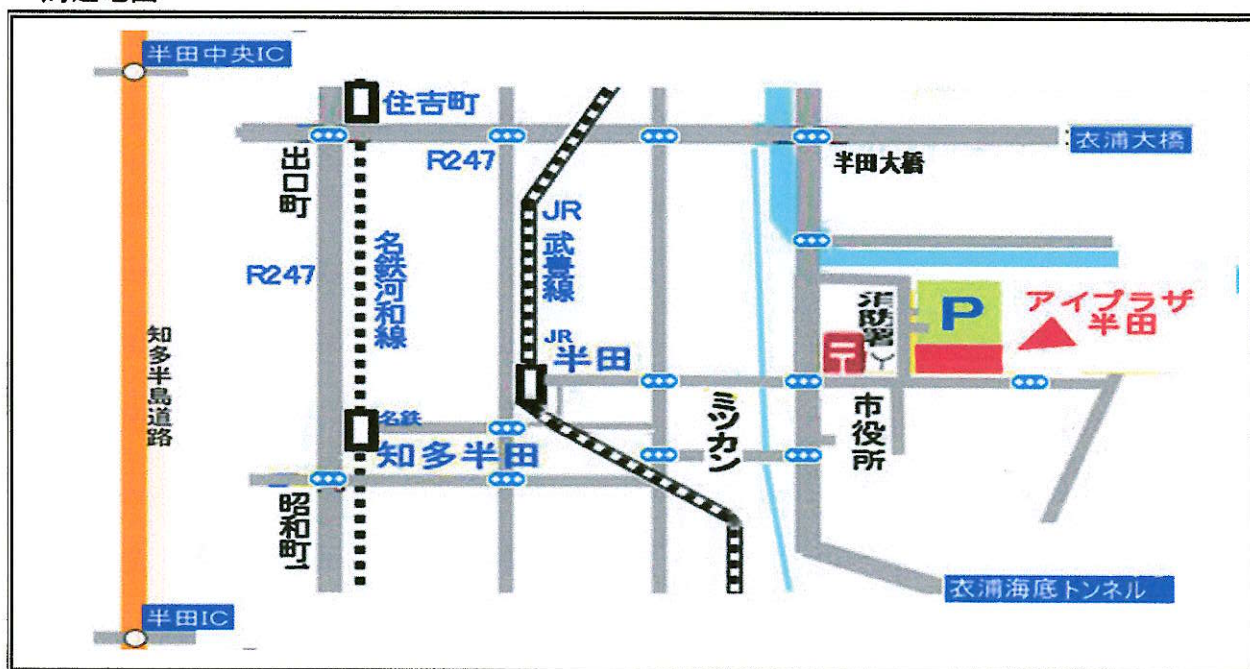 半田中央IC
住吉町
出口町
R247
衣浦大橋
半田大橋
JR
武豊線
名鉄河和線
R247
知多半島道路
消防署
P
アイプラザ
半田
JR
半田
〒
Y
ミツカン
市役所
名鉄
知多半田
昭和町1
衣浦海底トンネル
半田IC